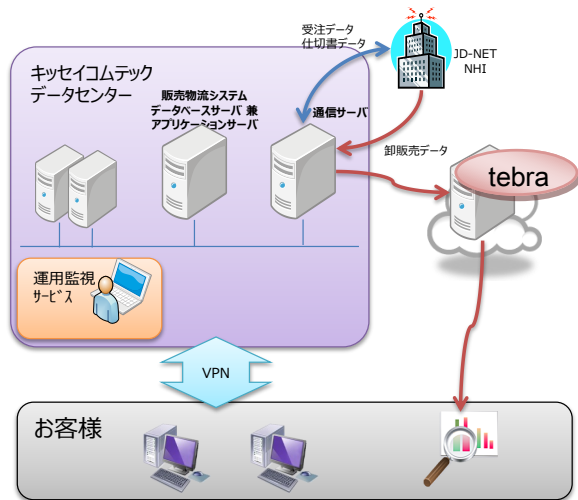 受注データ
仕切書データ
JD-NET
NHI
キッセイコムテック
データセンター
販売物流システム
データベースサーバ 兼
アプリケーションサーバ
通信サーバ
卸販売データ
tebra
運用監視
ｻｰﾋﾞｽ
VPN
お客様